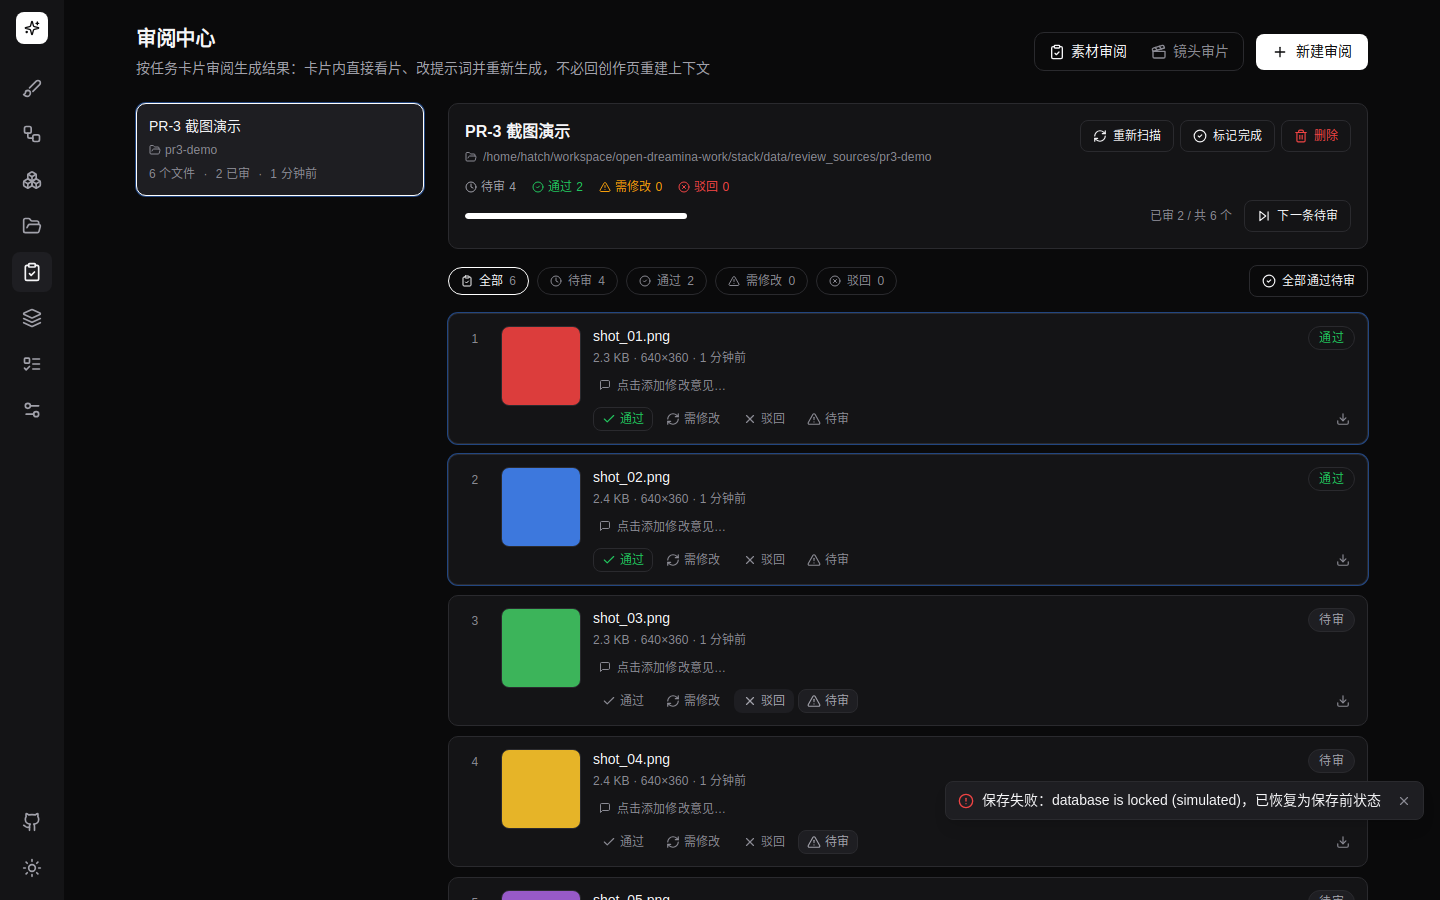 审阅中心
按任务卡片审阅生成结果：卡片内直接看片、改提示词并重新生成，不必回创作页重建上下文
素材审阅 镜头审片 新建审阅
PR-3 截图演示
pr3-demo
6 个文件 · 2 已审 · 1 分钟前
PR-3 截图演示
/home/hatch/workspace/open-dreamina-work/stack/data/review_sources/pr3-demo
重新扫描 标记完成 删除
待审 4 通过 2 需修改 0 驳回 0
已审 2 / 共 6 个 下一条待审
全部 6 待审 4 通过 2 需修改 0 驳回 0 全部通过待审
1 shot_01.png 通过
2.3 KB · 640×360 · 1 分钟前
点击添加修改意见…
通过 需修改 驳回 待审
2 shot_02.png 通过
2.4 KB · 640×360 · 1 分钟前
点击添加修改意见…
通过 需修改 驳回 待审
3 shot_03.png 待审
2.3 KB · 640×360 · 1 分钟前
点击添加修改意见…
通过 需修改 驳回 待审
4 shot_04.png 待审
2.4 KB · 640×360 · 1 分钟前
保存失败：database is locked (simulated)，已恢复为保存前状态
点击添加修改意见…
通过 需修改 驳回 待审
5 shot_05.png 待审